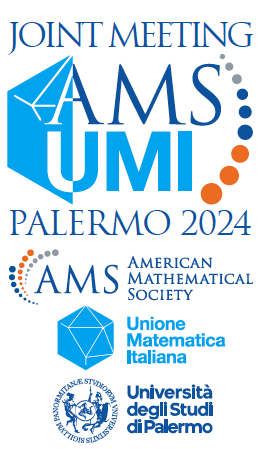 JOINT MEETING
AMS
UMI
PALERMO 2024
AMS
AMERICAN
MATHEMATICAL
SOCIETY
Unione
Matematica
Italiana
Università
degli Studi
di Palermo